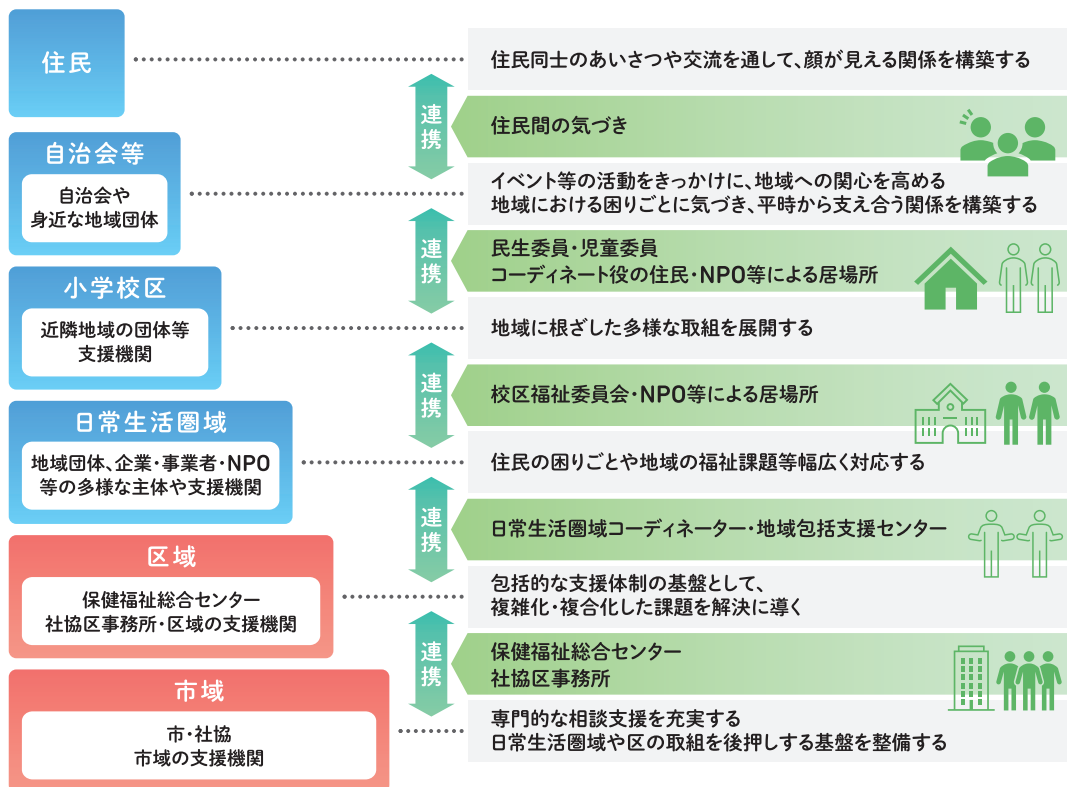 住民
住民同士のあいさつや交流を通して、顔が見える関係を構築する
連携
住民間の気づき
自治会等
自治会や
身近な地域団体
イベント等の活動をきっかけに、地域への関心を高める
地域における困りごとに気づき、平時から支え合う関係を構築する
連携
民生委員・児童委員
コーディネート役の住民・NPO等による居場所
小学校区
近隣地域の団体等
支援機関
地域に根ざした多様な取組を展開する
連携
校区福祉委員会・NPO等による居場所
日常生活圏域
地域団体、企業・事業者・NPO
等の多様な主体や支援機関
住民の困りごとや地域の福祉課題等幅広く対応する
連携
日常生活圏域コーディネーター・地域包括支援センター
区域
保健福祉総合センター
社協区事務所・区域の支援機関
包括的な支援体制の基盤として、
複雑化・複合化した課題を解決に導く
連携
保健福祉総合センター
社協区事務所
市域
市・社協
市域の支援機関
専門的な相談支援を充実する
日常生活圏域や区の取組を後押しする基盤を整備する